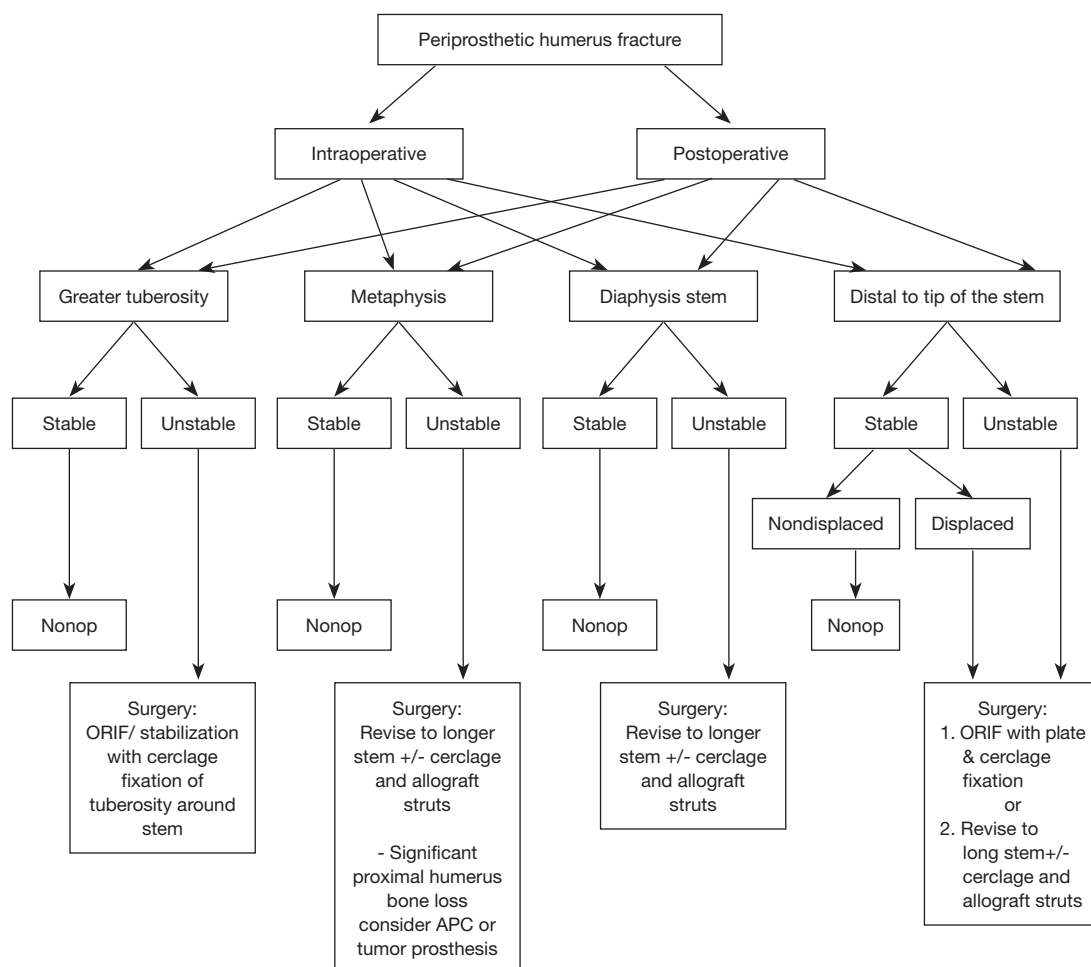 Periprosthetic humerus fracture
Intraoperative
Postoperative
Greater tuberosity
Metaphysis
Diaphysis stem
Distal to tip of the stem
Stable
Unstable
Stable
Unstable
Stable
Unstable
Stable
Unstable
Nondisplaced
Displaced
Nonop
Nonop
Nonop
Nonop
Surgery:
ORIF/ stabilization
with cerclage
fixation of
tuberosity around
stem
Surgery:
Revise to longer
stem +/- cerclage
and allograft
struts
- Significant
proximal humerus
bone loss
consider APC or
tumor prosthesis
Surgery:
Revise to longer
stem +/- cerclage
and allograft
struts
Surgery:
1. ORIF with plate
& cerclage
fixation
or
2. Revise to
long stem+/-
cerclage and
allograft struts